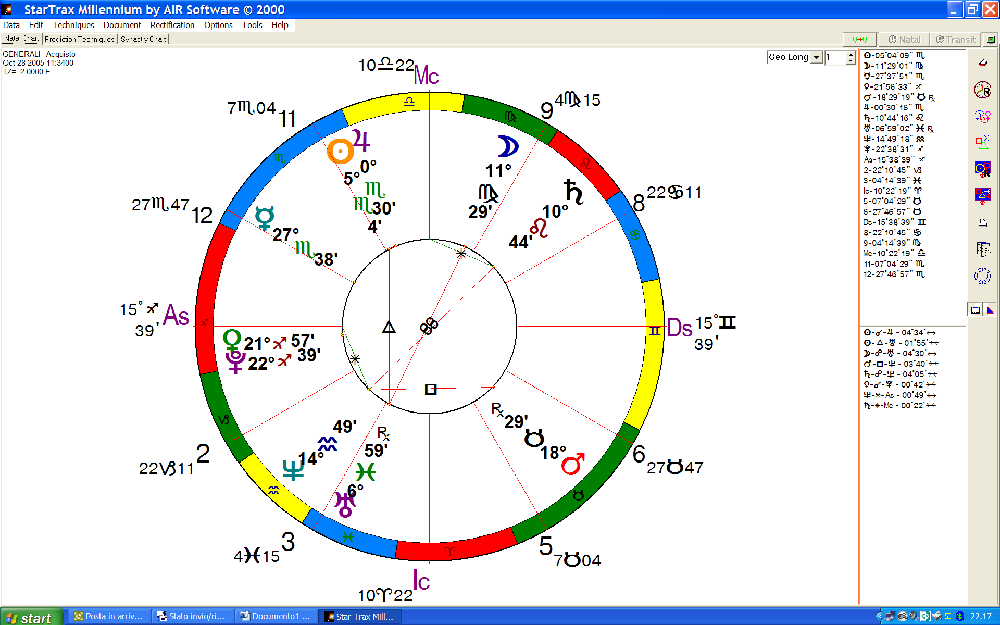 StarTrax Millennium by AIR Software © 2000
Data Edit Techniques Document Rectification Options Tools Help
Natal Chart Prediction Techniques Synastry Chart
Natal Transit
GENERALI Acquisto
Oct 28 2005 11:3400
TZ= 2.0000 E
Geo Long 1
10♎22 Mc
7♏04 11
9 4♍15
27♏47 12
8 22♋11
15°♐ As
39'
Ds 15°♊
39'
22♑11 2
6 27♉47
4♓15 3
5 7♉04
10♈22 Ic
☉ 5° ♏ 4'
♃ 0° ♏ 30'
☽ 11° ♍ 29'
♄ 10° ♌ 44'
☿ 27° ♏ 38'
♀ 21° ♐ 57'
♇ 22° ♐ 39'
♆ 14° ♒ 49'
♅ 6° ♓ 59' ℞
♂ 18° ♉ 29' ℞
☉-05°04'09" ♏
☽-11°29'01" ♍
☿-27°37'51" ♏
♀-21°56'33" ♐
♂-18°29'19" ♉ ℞
♃-00°30'16" ♏
♄-10°44'16" ♌
♅-06°59'02" ♓ ℞
♆-14°49'18" ♒
♇-22°38'31" ♐
As-15°38'39" ♐
2-22°10'45" ♑
3-04°14'39" ♓
Ic-10°22'19" ♈
5-07°04'29" ♉
6-27°46'57" ♉
Ds-15°38'39" ♊
8-22°10'45" ♋
9-04°14'39" ♍
Mc-10°22'19" ♎
11-07°04'29" ♏
12-27°46'57" ♏
☉-☌-♃ - 04°34'
☉-△-♅ - 01°55'
☽-☍-♅ - 04°30'
♂-□-♆ - 03°40'
♄-☍-♆ - 04°05'
♀-☌-♇ - 00°42'
♆-⚹-As - 00°49'
♄-⚹-Mc - 00°22'
start Posta in arriv... Stato invio/ri... Documento1 ... Star Trax Mill... 22.17